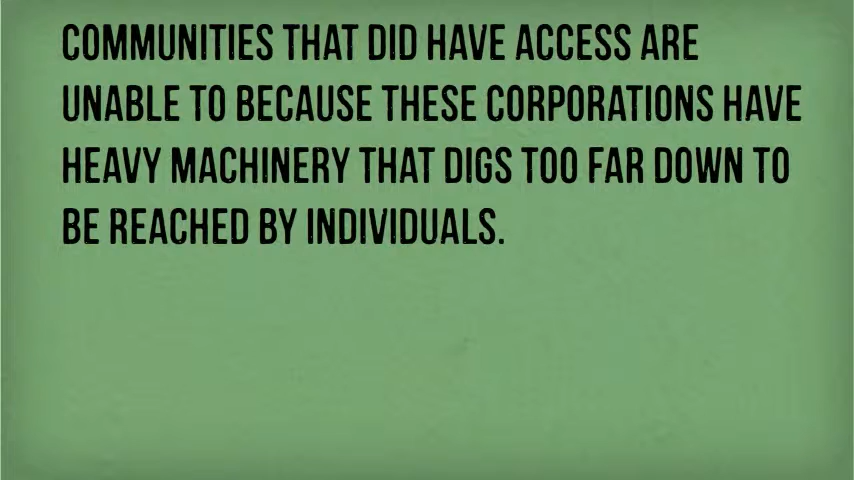 COMMUNITIES THAT DID HAVE ACCESS ARE
UNABLE TO BECAUSE THESE CORPORATIONS HAVE
HEAVY MACHINERY THAT DIGS TOO FAR DOWN TO
BE REACHED BY INDIVIDUALS.